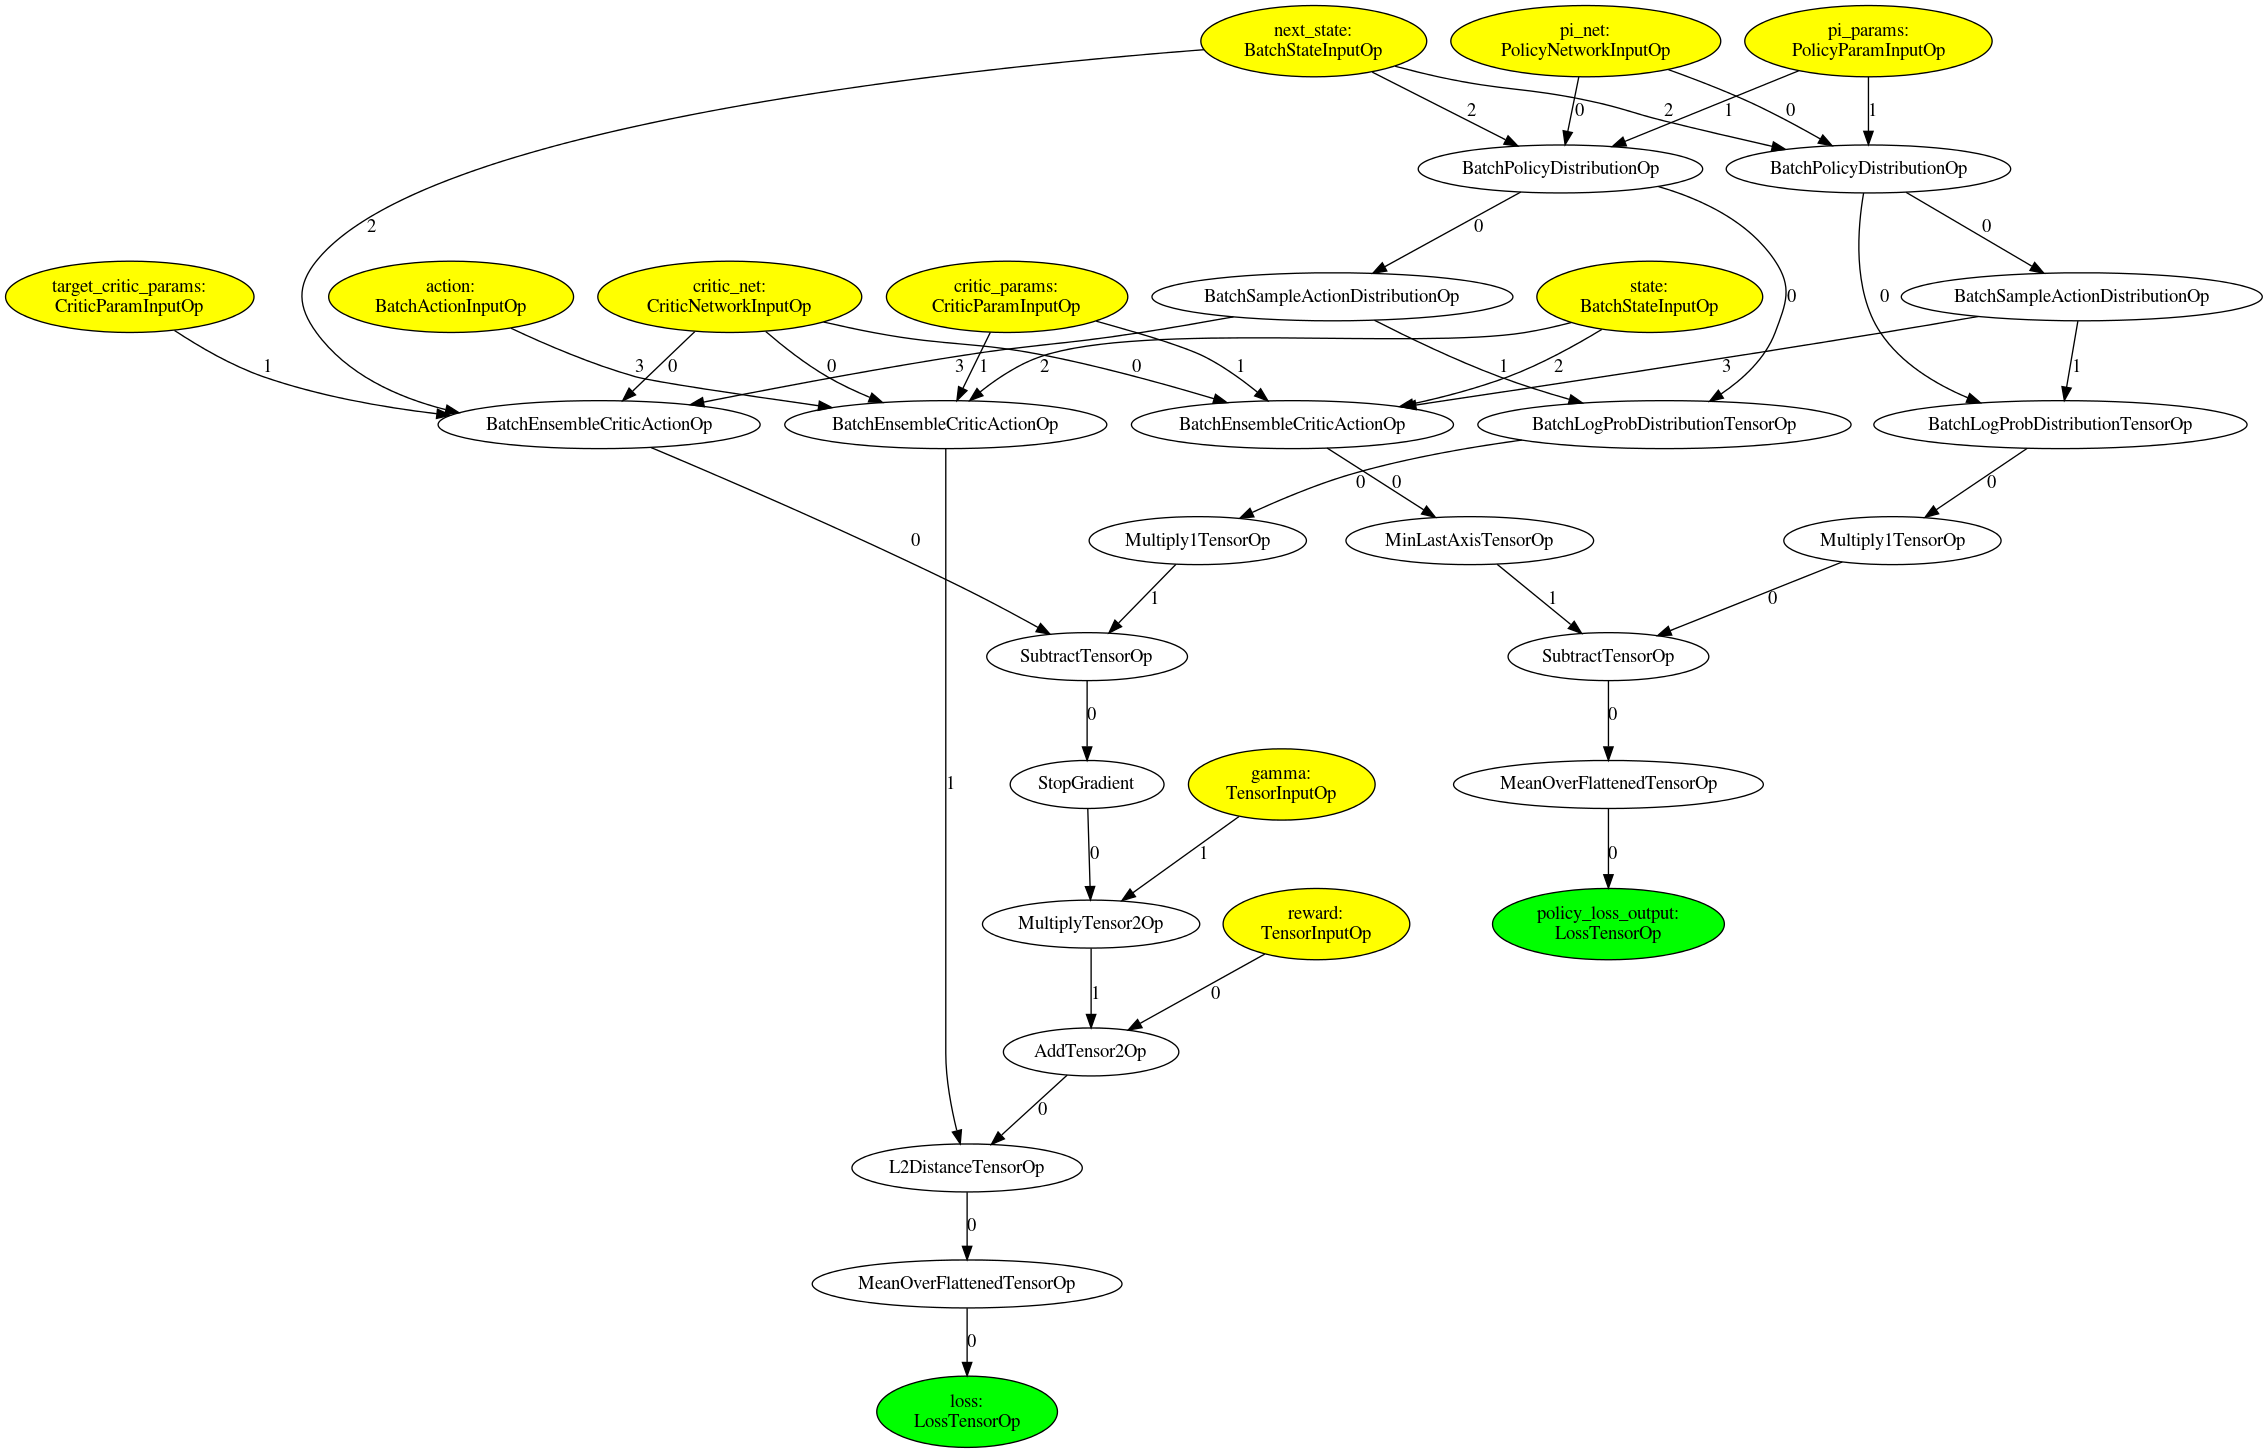 next_state:
BatchStateInputOp
pi_net:
PolicyNetworkInputOp
pi_params:
PolicyParamInputOp
2
0
2
1
0
1
BatchPolicyDistributionOp
BatchPolicyDistributionOp
2
0
0
target_critic_params:
CriticParamInputOp
action:
BatchActionInputOp
critic_net:
CriticNetworkInputOp
critic_params:
CriticParamInputOp
BatchSampleActionDistributionOp
state:
BatchStateInputOp
0
0
BatchSampleActionDistributionOp
1
3
0
0
3
1
2
0
1
1
2
3
1
BatchEnsembleCriticActionOp
BatchEnsembleCriticActionOp
BatchEnsembleCriticActionOp
BatchLogProbDistributionTensorOp
BatchLogProbDistributionTensorOp
0
0
0
0
Multiply1TensorOp
MinLastAxisTensorOp
Multiply1TensorOp
1
1
0
SubtractTensorOp
SubtractTensorOp
0
0
1
StopGradient
gamma:
TensorInputOp
MeanOverFlattenedTensorOp
0
1
0
MultiplyTensor2Op
reward:
TensorInputOp
policy_loss_output:
LossTensorOp
1
0
AddTensor2Op
0
L2DistanceTensorOp
0
MeanOverFlattenedTensorOp
0
loss:
LossTensorOp